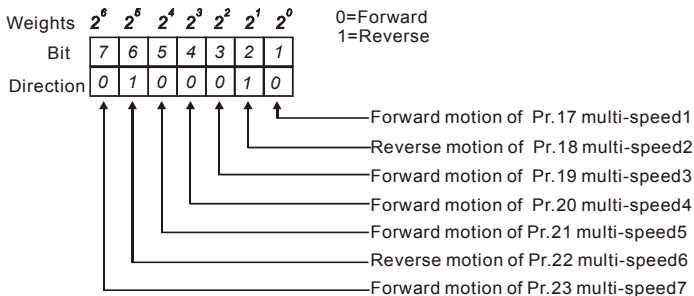 Weights 2^6 2^5 2^4 2^3 2^2 2^1 2^0
0=Forward
1=Reverse
Bit 7 6 5 4 3 2 1
Direction 0 1 0 0 0 1 0
Forward motion of Pr.17 multi-speed1
Reverse motion of Pr.18 multi-speed2
Forward motion of Pr.19 multi-speed3
Forward motion of Pr.20 multi-speed4
Forward motion of Pr.21 multi-speed5
Reverse motion of Pr.22 multi-speed6
Forward motion of Pr.23 multi-speed7